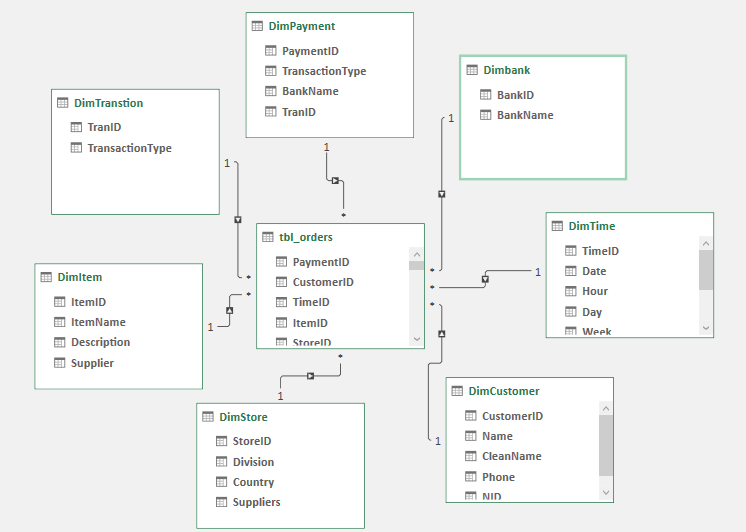 DimPayment
PaymentID
TransactionType
BankName
TranID
1
Dimbank
BankID
BankName
1
DimTranstion
TranID
TransactionType
1
tbl_orders
PaymentID
CustomerID
TimeID
ItemID
StoreID
*
*
*
*
*
*
*
DimTime
TimeID
Date
Hour
Day
Week
1
DimItem
ItemID
ItemName
Description
Supplier
1
DimStore
StoreID
Division
Country
Suppliers
1
DimCustomer
CustomerID
Name
CleanName
Phone
NID
1